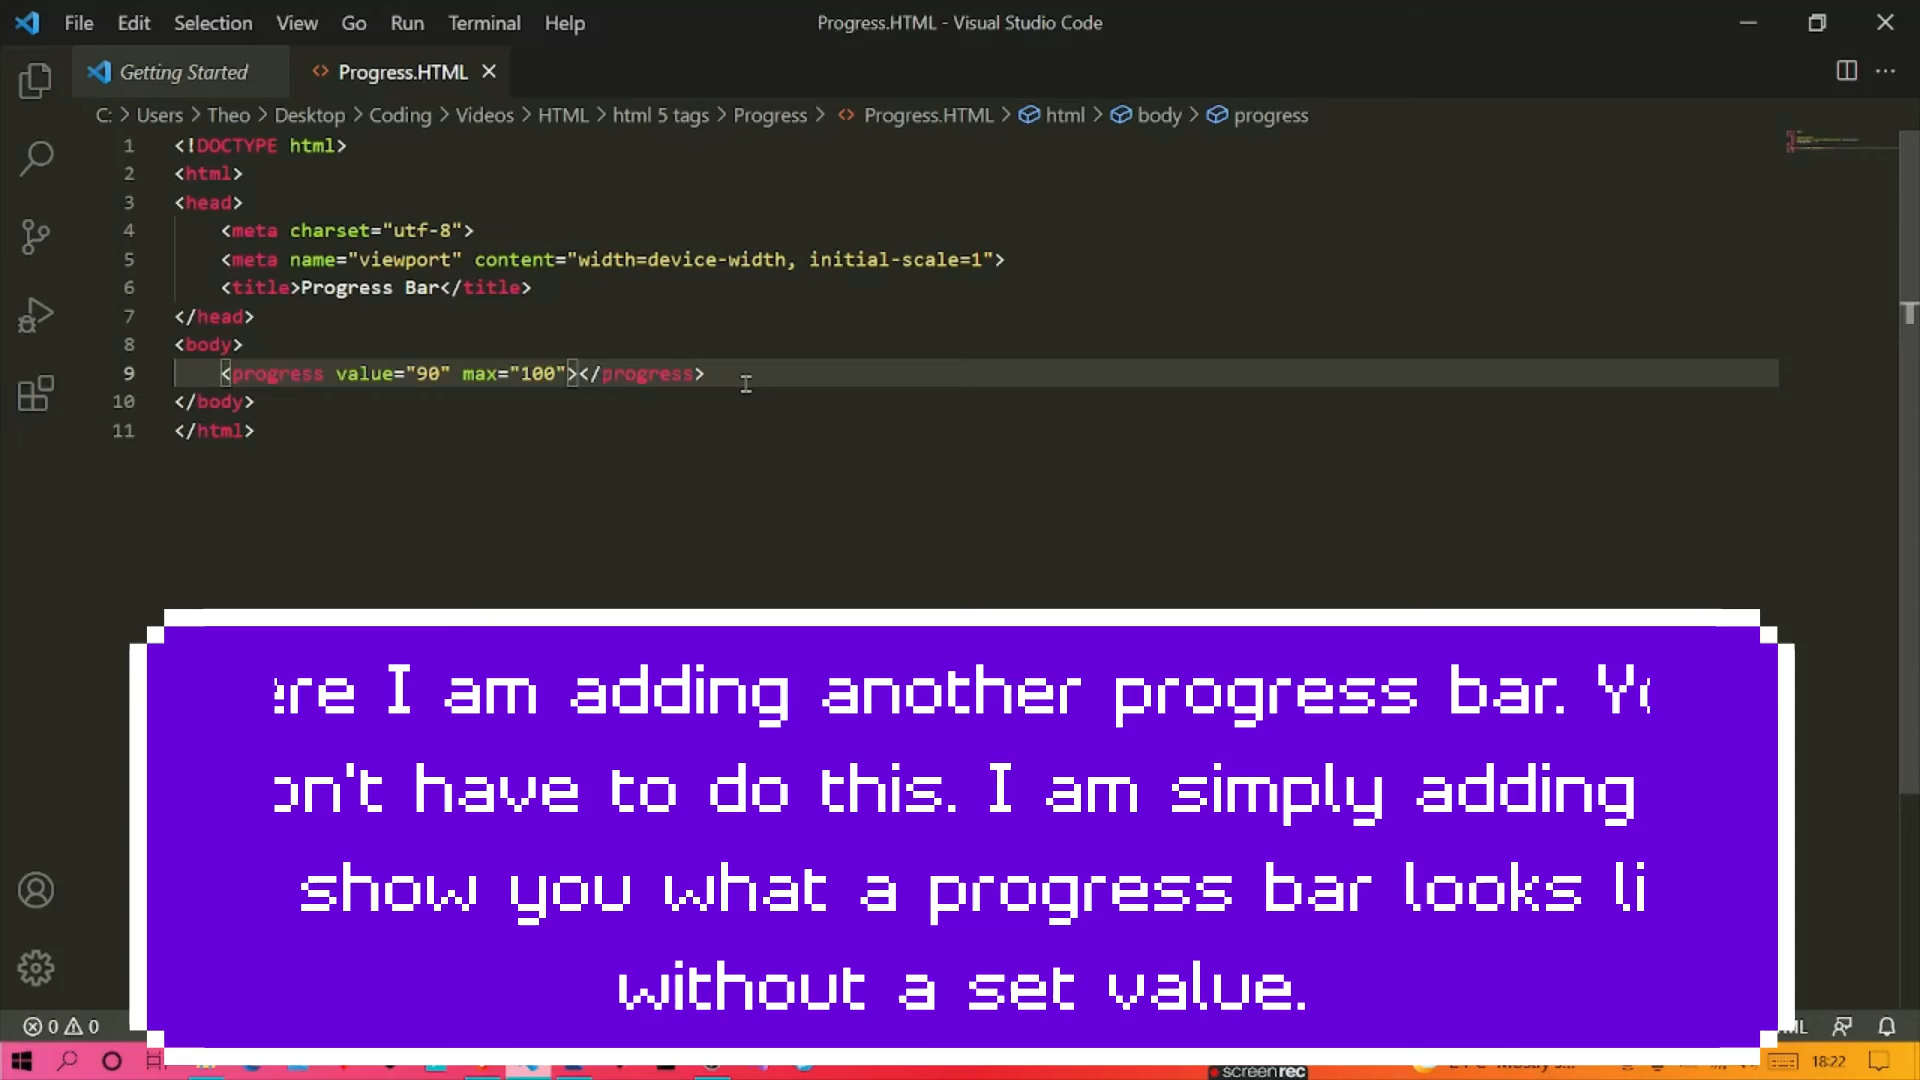 File Edit Selection View Go Run Terminal Help Progress.HTML - Visual Studio Code
Getting Started Progress.HTML
C: > Users > Theo > Desktop > Coding > Videos > HTML > html 5 tags > Progress > Progress.HTML > html > body > progress
1 <!DOCTYPE html>
2 <html>
3 <head>
4 <meta charset="utf-8">
5 <meta name="viewport" content="width=device-width, initial-scale=1">
6 <title>Progress Bar</title>
7 </head>
8 <body>
9 <progress value="90" max="100"></progress>
10 </body>
11 </html>
I am adding another progress bar.
have to do this. I am simply adding
show you what a progress bar looks
without a set value.
0 0
18:22
screenrec